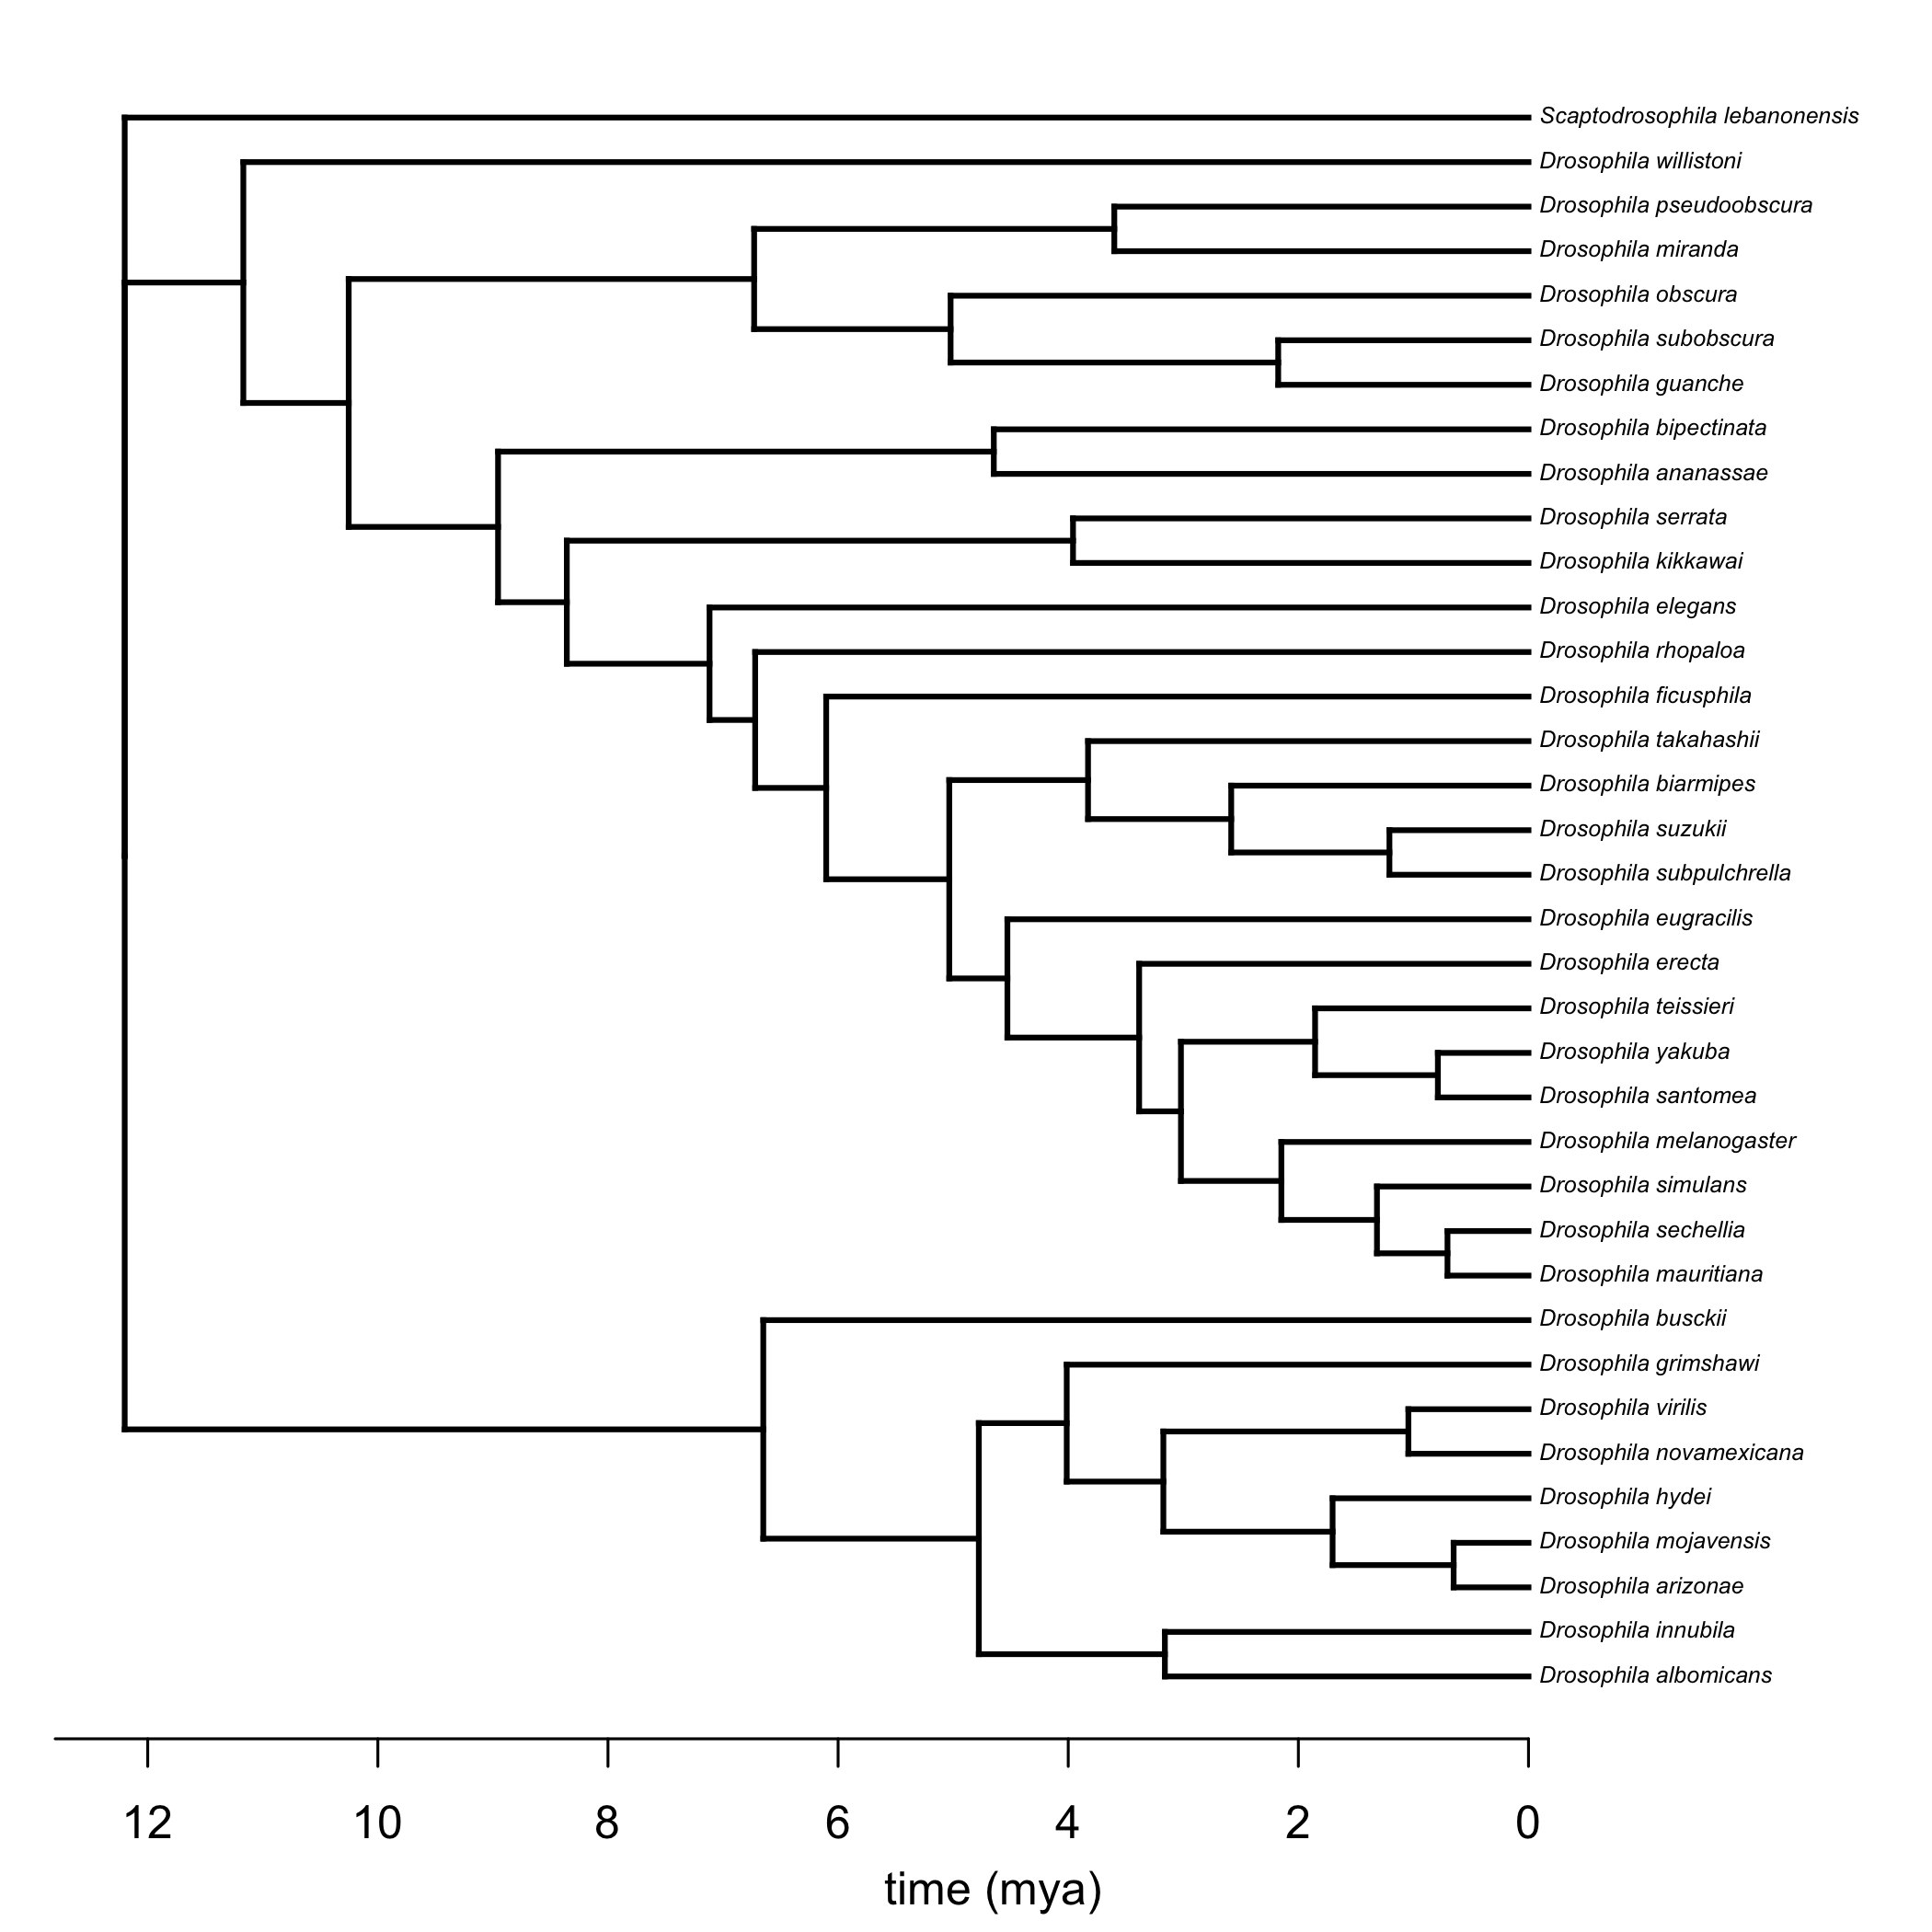 Scaptodrosophila lebanonensis
Drosophila willistoni
Drosophila pseudoobscura
Drosophila miranda
Drosophila obscura
Drosophila subobscura
Drosophila guanche
Drosophila bipectinata
Drosophila ananassae
Drosophila serrata
Drosophila kikkawai
Drosophila elegans
Drosophila rhopaloa
Drosophila ficusphila
Drosophila takahashii
Drosophila biarmipes
Drosophila suzukii
Drosophila subpulchrella
Drosophila eugracilis
Drosophila erecta
Drosophila teissieri
Drosophila yakuba
Drosophila santomea
Drosophila melanogaster
Drosophila simulans
Drosophila sechellia
Drosophila mauritiana
Drosophila busckii
Drosophila grimshawi
Drosophila virilis
Drosophila novamexicana
Drosophila hydei
Drosophila mojavensis
Drosophila arizonae
Drosophila innubila
Drosophila albomicans
12 10 8 6 4 2 0
time (mya)